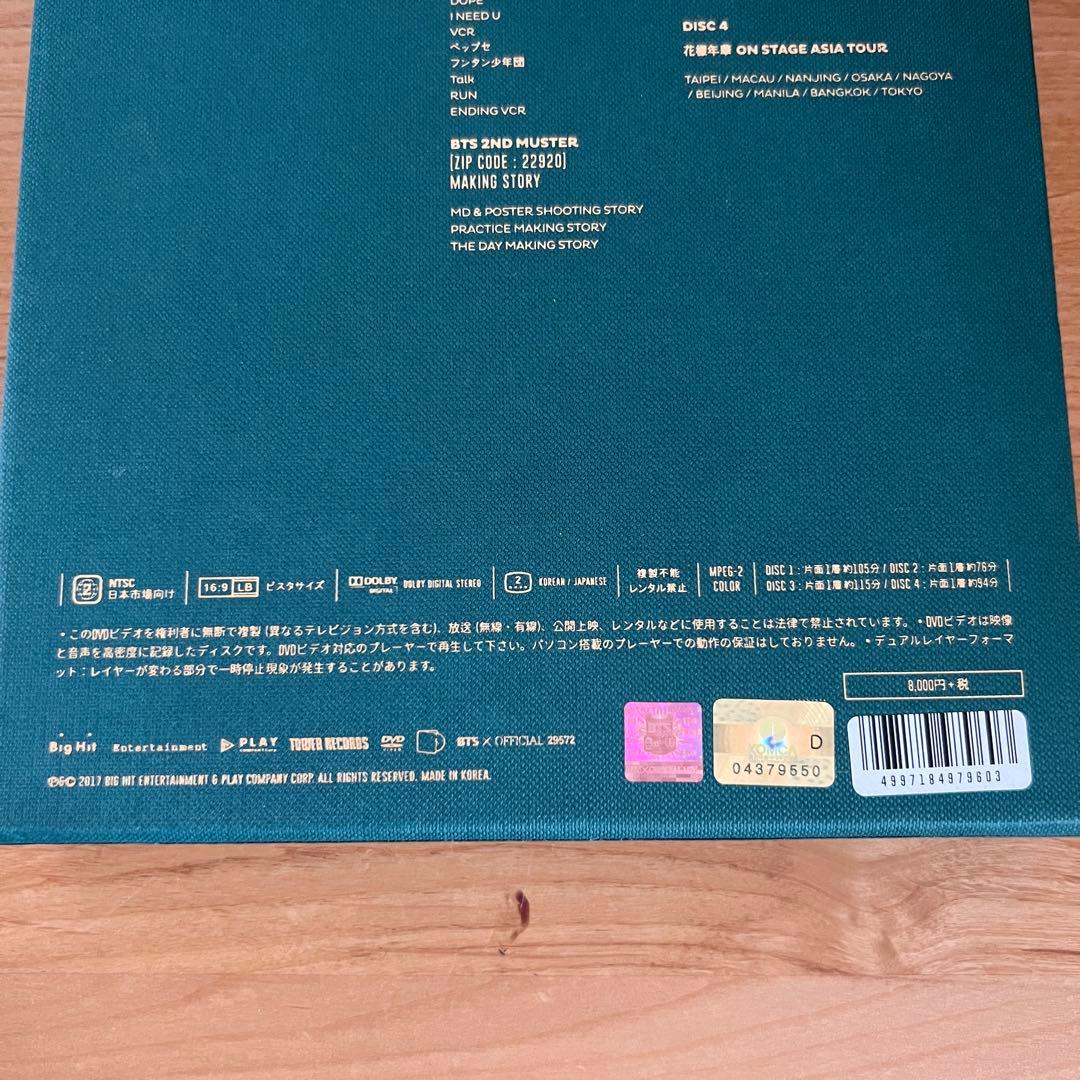 DOPE
I NEED U
VCR
ペップセ
フンタン少年団
Talk
RUN
ENDING VCR
BTS 2ND MUSTER
[ZIP CODE : 22920]
MAKING STORY
MD & POSTER SHOOTING STORY
PRACTICE MAKING STORY
THE DAY MAKING STORY
DISC 4
花樣年華 ON STAGE ASIA TOUR
TAIPEI / MACAU / NANJING / OSAKA / NAGOYA
/ BEIJING / MANILA / BANGKOK / TOKYO
2
NTSC
日本市場向け
16:9 LB
ビスタサイズ
DOLBY
DIGITAL
DOLBY DIGITAL STEREO
2
KOREAN / JAPANESE
複製不能
レンタル禁止
MPEG-2
COLOR
DISC 1 : 片面1層約105分 / DISC 2 : 片面1層約76分
DISC 3 : 片面1層約115分 / DISC 4 : 片面1層約94分
•このDVDビデオを権利者に無断で複製 (異なるテレビジョン方式を含む)、放送 (無線・有線)、公開上映、レンタルなどに使用することは法律で禁止されています。•DVDビデオは映像
と音声を高密度に記録したディスクです。DVDビデオ対応のプレーヤーで再生して下さい。パソコン搭載のプレーヤーでの動作の保証はしておりません。•デュアルレイヤーフォーマ
ット：レイヤーが変わる部分で一時停止現象が発生することがあります。
8,000円+税
Big Hit Entertainment PLAY TOWER RECORDS DVD BTS X OFFICIAL 29572
BTS
KOMCA D
04379550
4997184979603
℗&© 2017 BIG HIT ENTERTAINMENT & PLAY COMPANY CORP. ALL RIGHTS RESERVED. MADE IN KOREA.